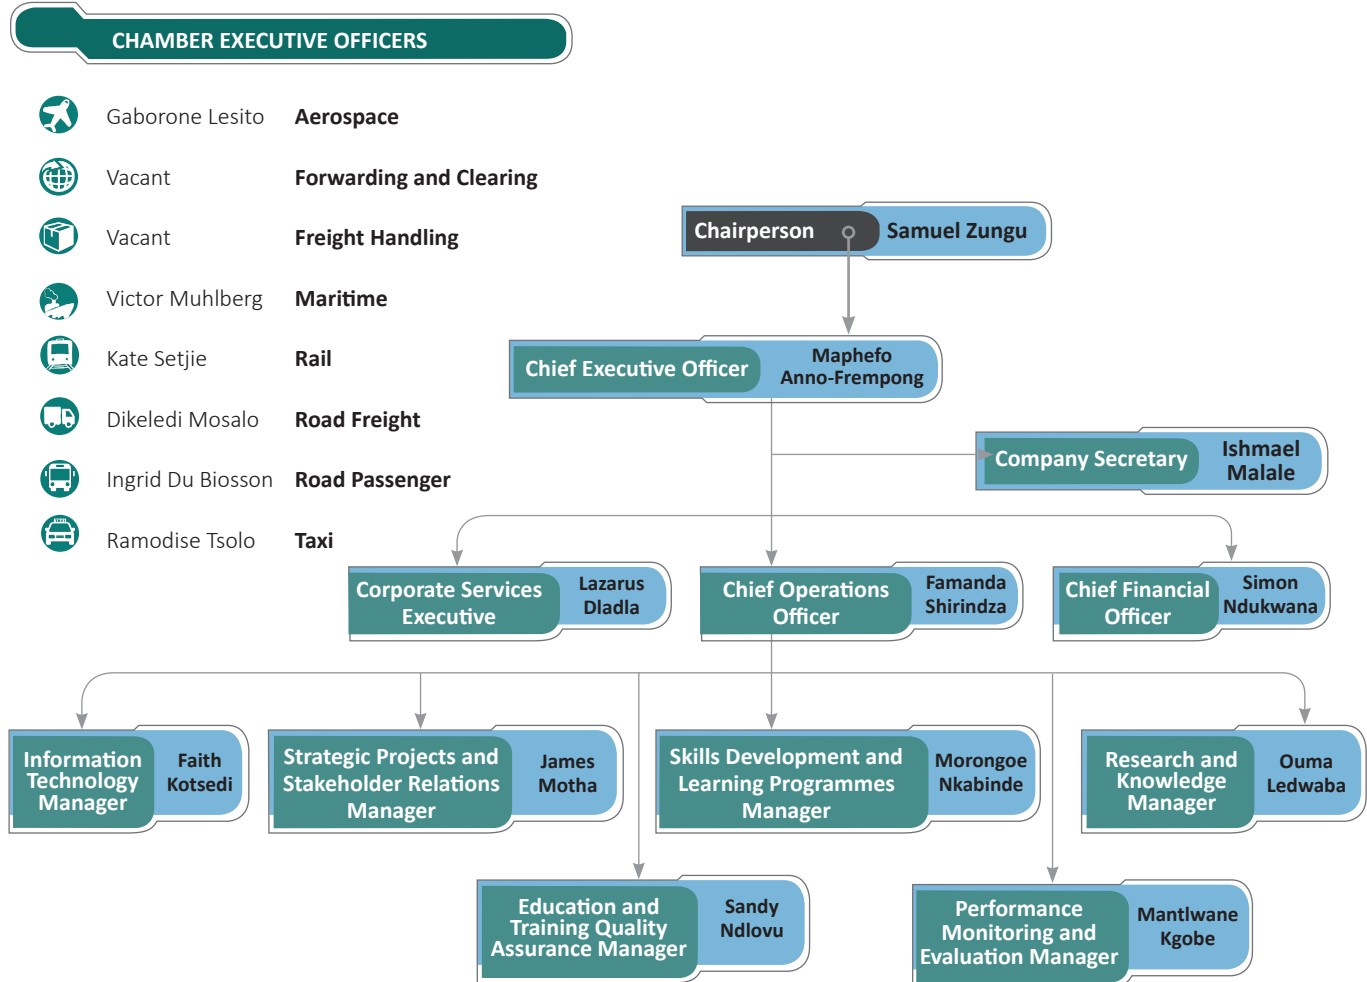 CHAMBER EXECUTIVE OFFICERS
Gaborone Lesito Aerospace
Vacant Forwarding and Clearing
Vacant Freight Handling
Victor Muhlberg Maritime
Kate Setjie Rail
Dikeledi Mosalo Road Freight
Ingrid Du Biosson Road Passenger
Ramodise Tsolo Taxi
Chairperson Samuel Zungu
Chief Executive Officer
Maphefo
Anno-Frempong
Company Secretary
Ishmael
Malale
Corporate Services
Executive
Lazarus
Dladla
Chief Operations
Officer
Famanda
Shirindza
Chief Financial
Officer
Simon
Ndukwana
Information
Technology
Manager
Faith
Kotsedi
Strategic Projects and
Stakeholder Relations
Manager
James
Motha
Skills Development and
Learning Programmes
Manager
Morongoe
Nkabinde
Research and
Knowledge
Manager
Ouma
Ledwaba
Education and
Training Quality
Assurance Manager
Sandy
Ndlovu
Performance
Monitoring and
Evaluation Manager
Mantlwane
Kgobe